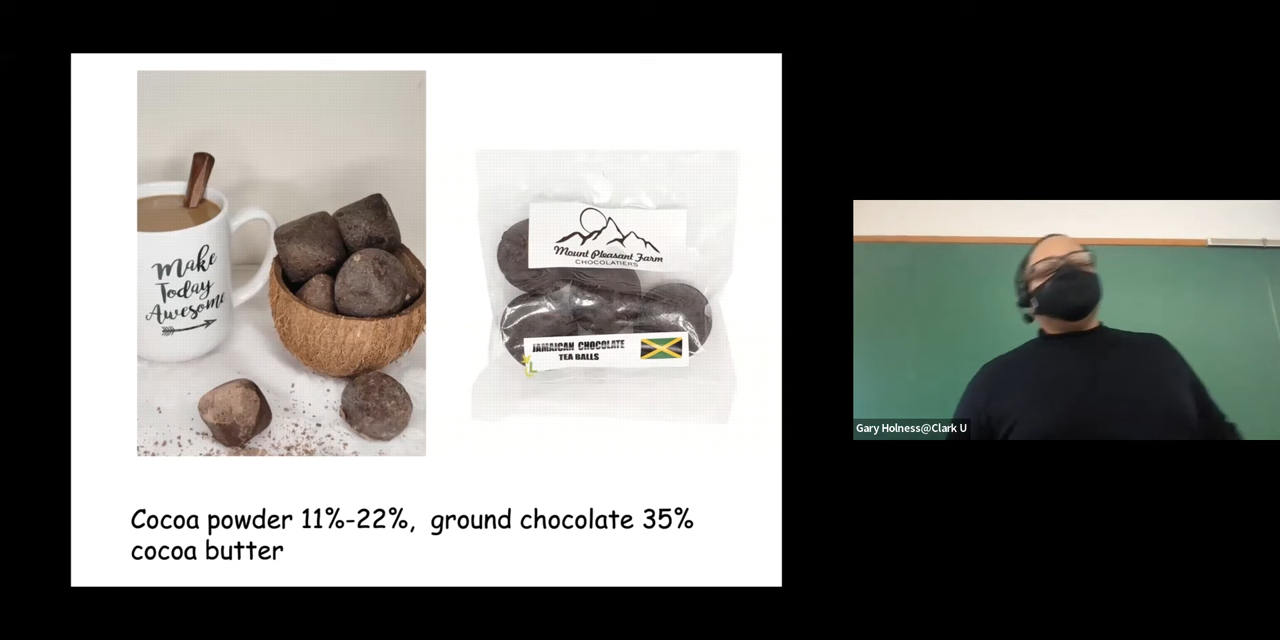 Make
Today
Awesome
Mount Pleasant Farm
CHOCOLATIERS
JAMAICAN CHOCOLATE
TEA BALLS
Cocoa powder 11%-22%, ground chocolate 35%
cocoa butter
Gary Holness@Clark U